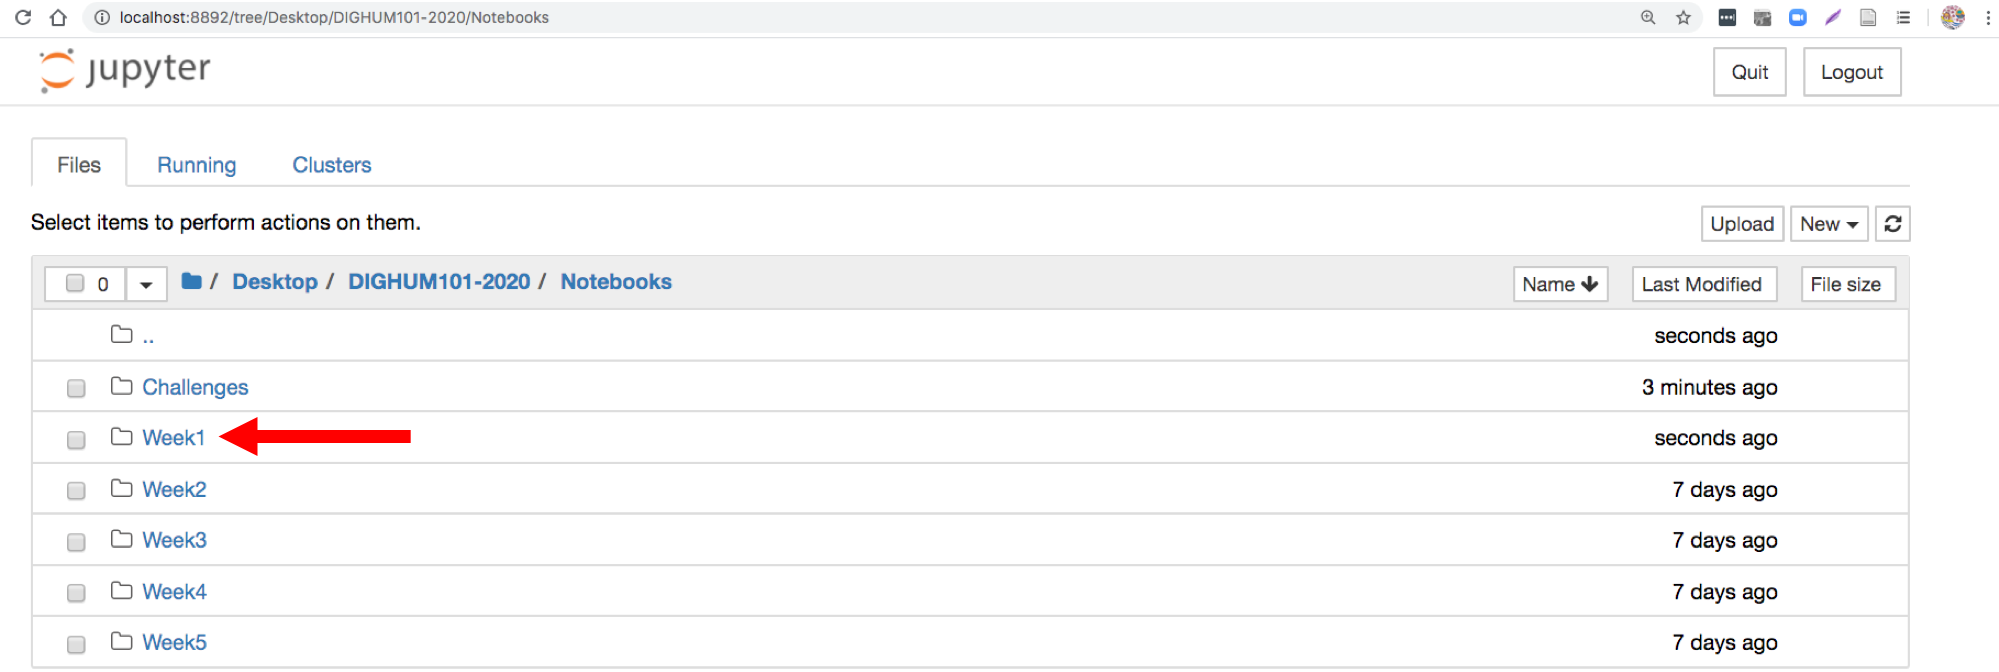 localhost:8892/tree/Desktop/DIGHUM101-2020/Notebooks
jupyter Quit Logout
Files Running Clusters
Select items to perform actions on them. Upload New
0 / Desktop / DIGHUM101-2020 / Notebooks Name Last Modified File size
.. seconds ago
Challenges 3 minutes ago
Week1 seconds ago
Week2 7 days ago
Week3 7 days ago
Week4 7 days ago
Week5 7 days ago